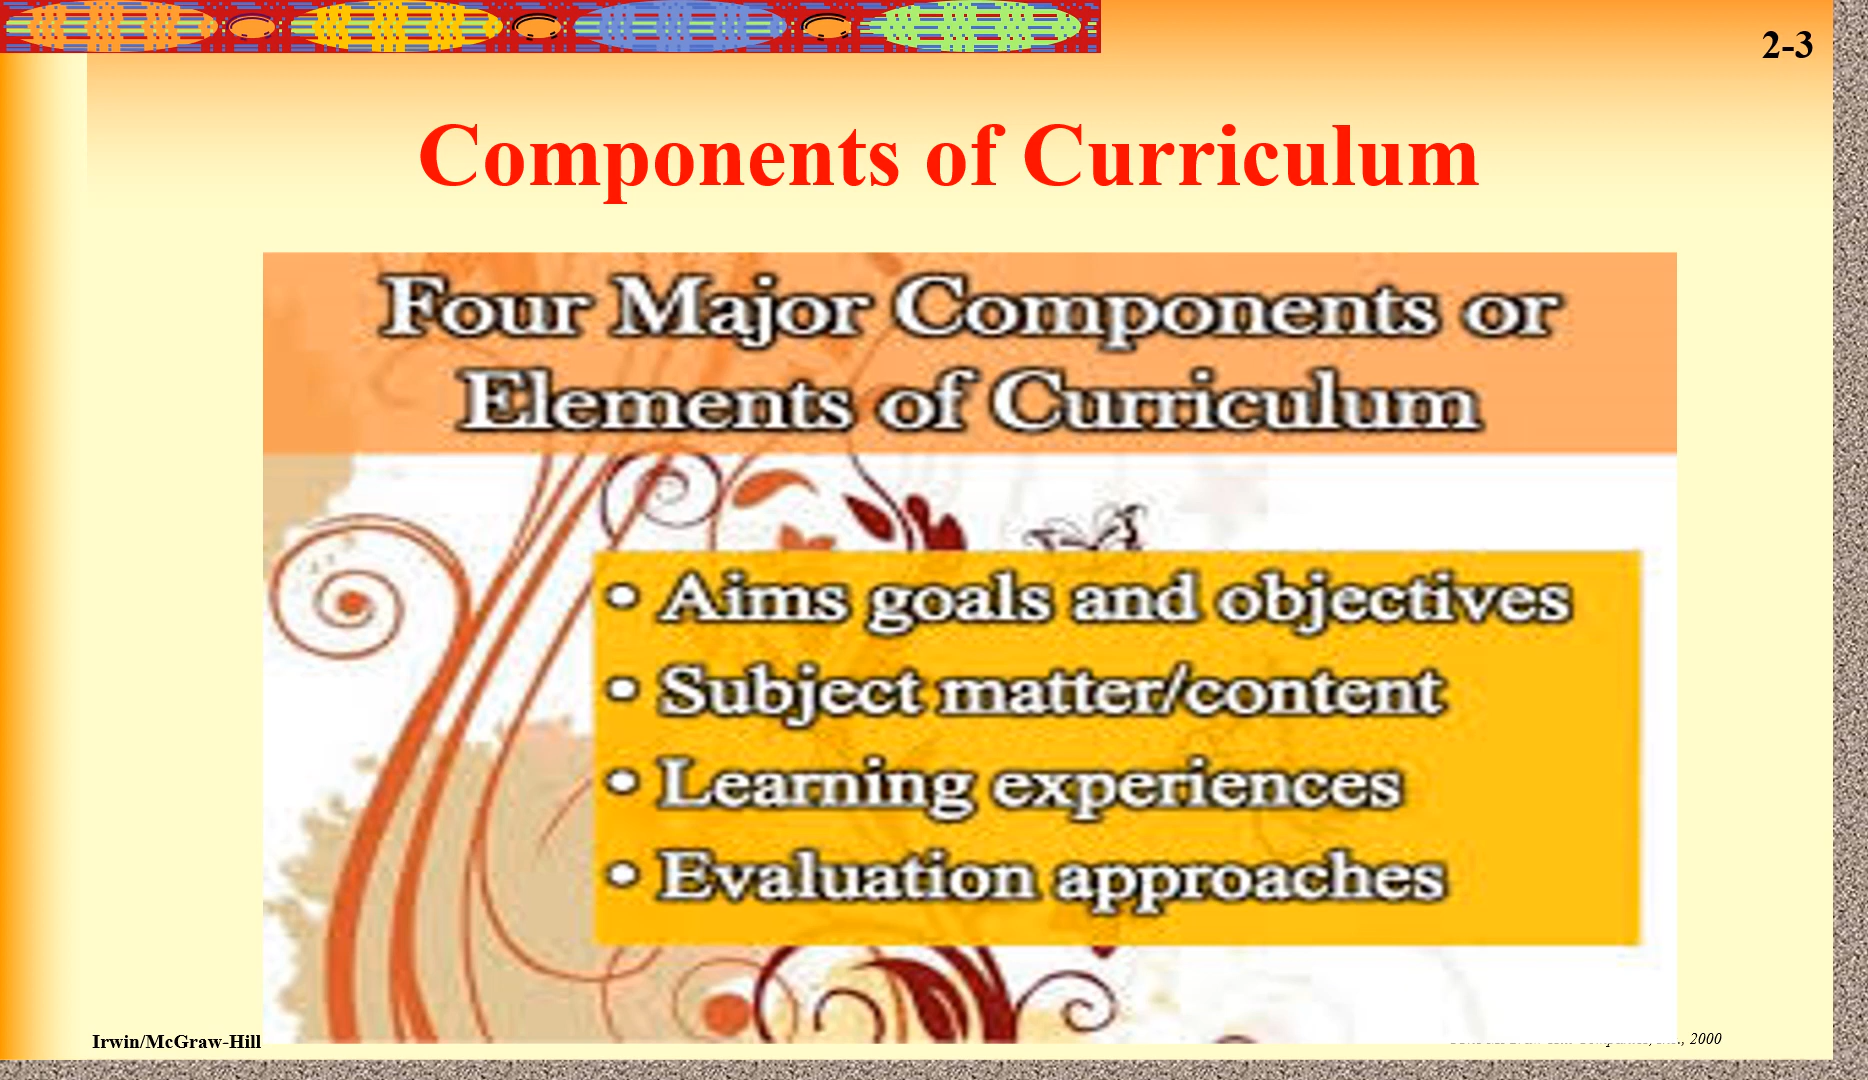 2-3
Components of Curriculum
Four Major Components or
Elements of Curriculum
• Aims goals and objectives
• Subject matter/content
• Learning experiences
• Evaluation approaches
Irwin/McGraw-Hill
2000